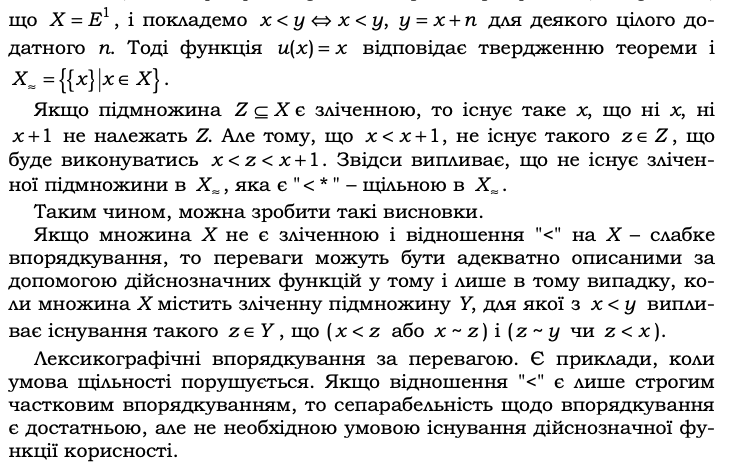 що X = E¹, і покладемо x < y ⇔ x < y, y = x + n для деякого цілого до-
датного n. Тоді функція u(x) = x відповідає твердженню теореми і
X≈ = {{x}|x ∈ X}.
Якщо підмножина Z ⊆ X є зліченною, то існує таке x, що ні x, ні
x + 1 не належать Z. Але тому, що x < x + 1, не існує такого z ∈ Z, що
буде виконуватись x < z < x + 1. Звідси випливає, що не існує злічен-
ної підмножини в X≈, яка є "< *" – щільною в X≈.
Таким чином, можна зробити такі висновки.
Якщо множина X не є зліченною і відношення "<" на X – слабке
впорядкування, то переваги можуть бути адекватно описаними за
допомогою дійснозначних функцій у тому і лише в тому випадку, ко-
ли множина X містить зліченну підмножину Y, для якої з x < y випли-
ває існування такого z ∈ Y, що (x < z або x ~ z) і (z ~ y чи z < x).
Лексикографічні впорядкування за перевагою. Є приклади, коли
умова щільності порушується. Якщо відношення "<" є лише строгим
частковим впорядкуванням, то сепарабельність щодо впорядкування
є достатньою, але не необхідною умовою існування дійснозначної фу-
нкції корисності.